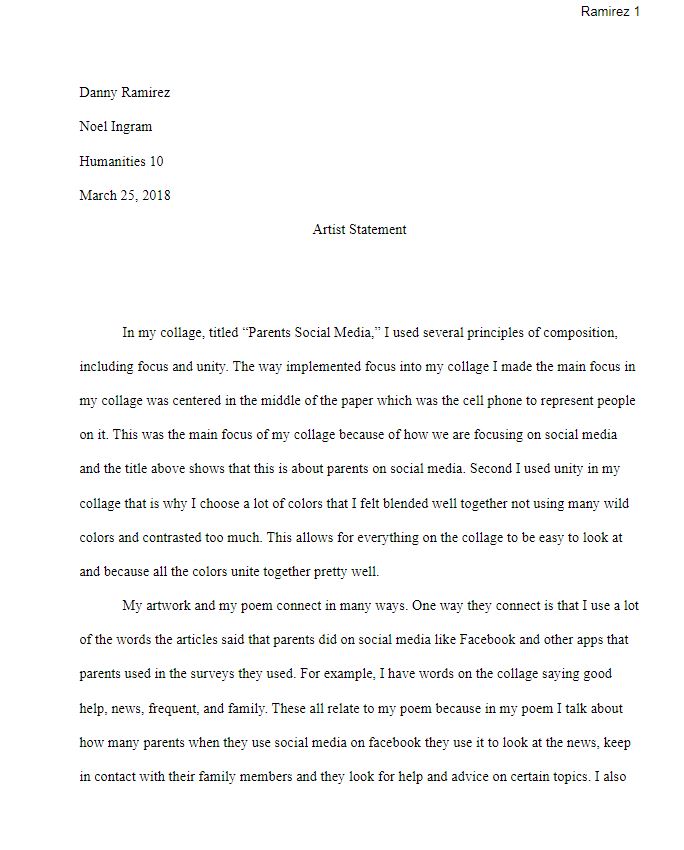 Ramirez 1
Danny Ramirez
Noel Ingram
Humanities 10
March 25, 2018
Artist Statement
In my collage, titled “Parents Social Media,” I used several principles of composition,
including focus and unity. The way implemented focus into my collage I made the main focus in
my collage was centered in the middle of the paper which was the cell phone to represent people
on it. This was the main focus of my collage because of how we are focusing on social media
and the title above shows that this is about parents on social media. Second I used unity in my
collage that is why I choose a lot of colors that I felt blended well together not using many wild
colors and contrasted too much. This allows for everything on the collage to be easy to look at
and because all the colors unite together pretty well.
My artwork and my poem connect in many ways. One way they connect is that I use a lot
of the words the articles said that parents did on social media like Facebook and other apps that
parents used in the surveys they used. For example, I have words on the collage saying good
help, news, frequent, and family. These all relate to my poem because in my poem I talk about
how many parents when they use social media on facebook they use it to look at the news, keep
in contact with their family members and they look for help and advice on certain topics. I also